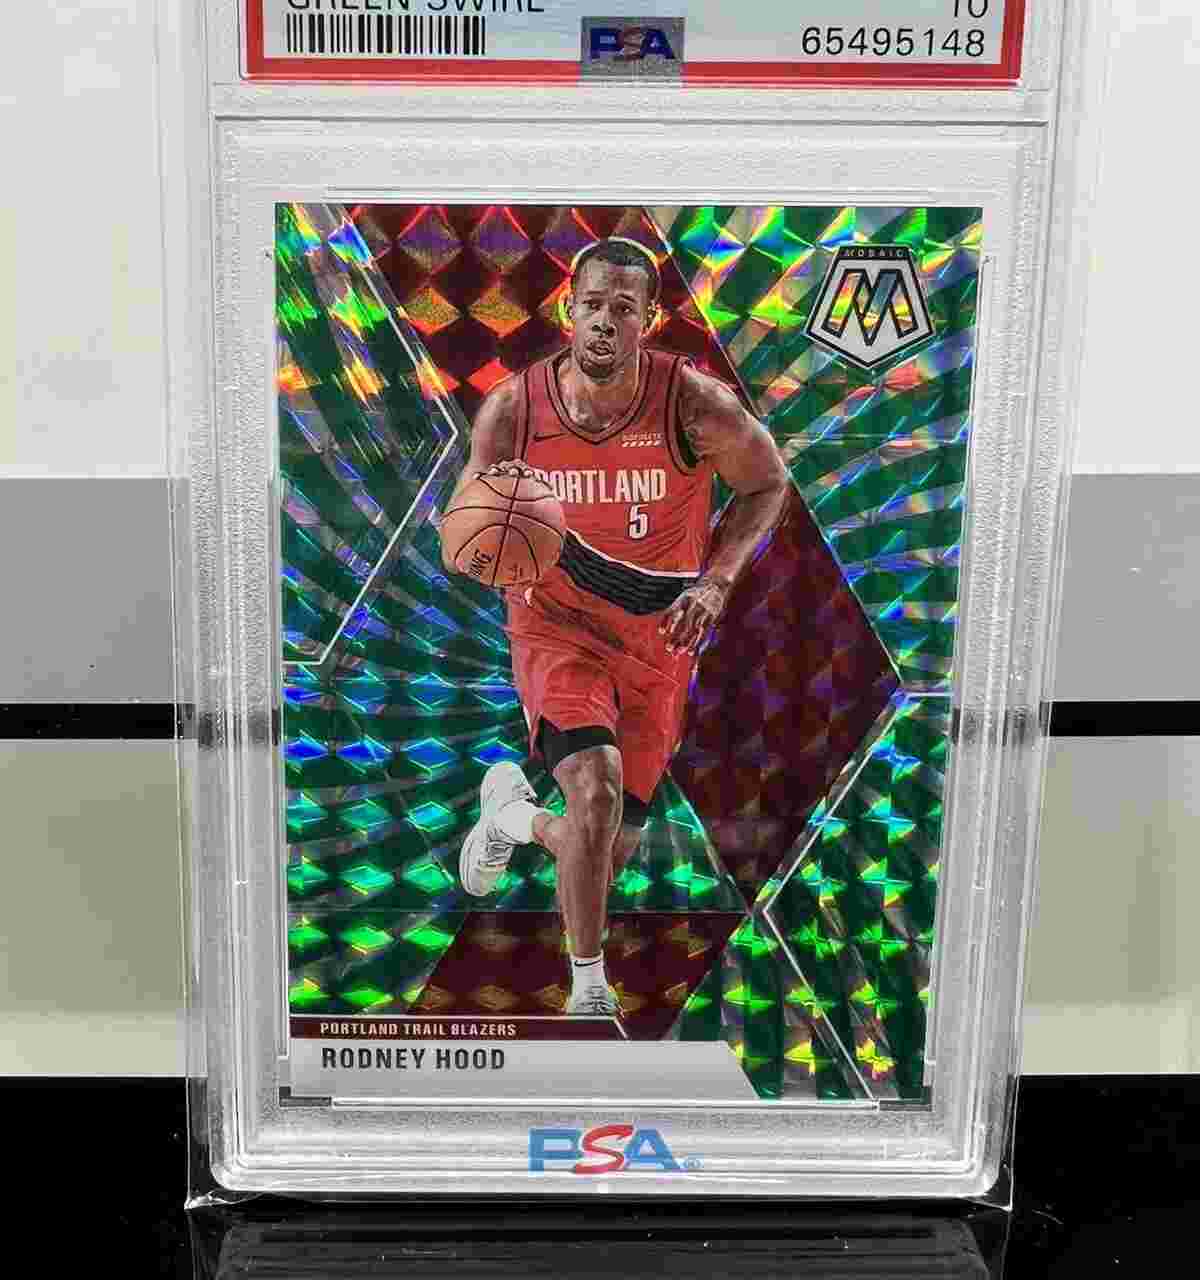 GREEN SWIRL 10
PSA 65495148
MOSAIC
M
PORTLAND
5
PORTLAND TRAIL BLAZERS
RODNEY HOOD
PSA